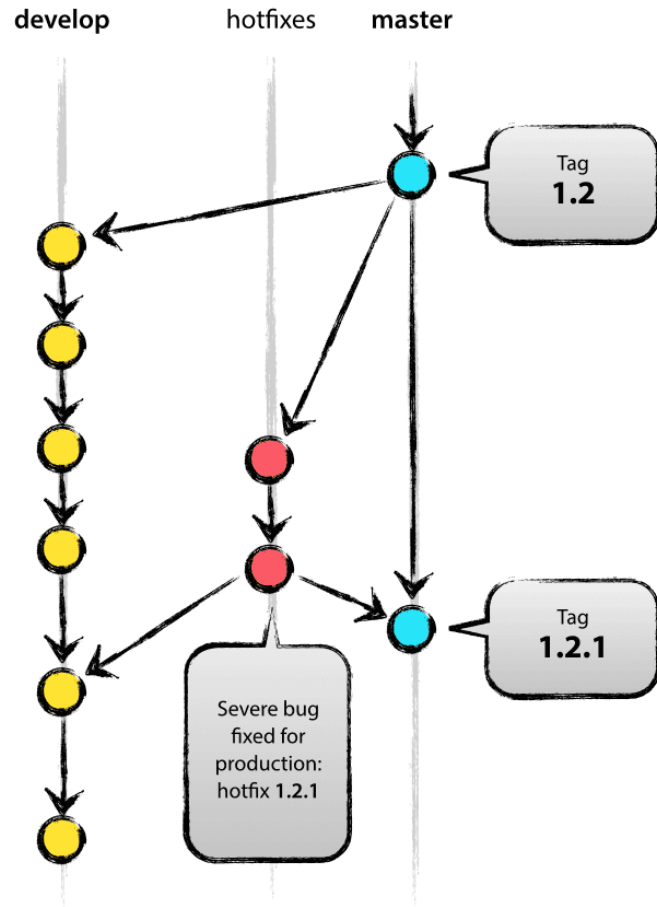 develop
hotfixes
master
Tag
1.2
Tag
1.2.1
Severe bug
fixed for
production:
hotfix 1.2.1